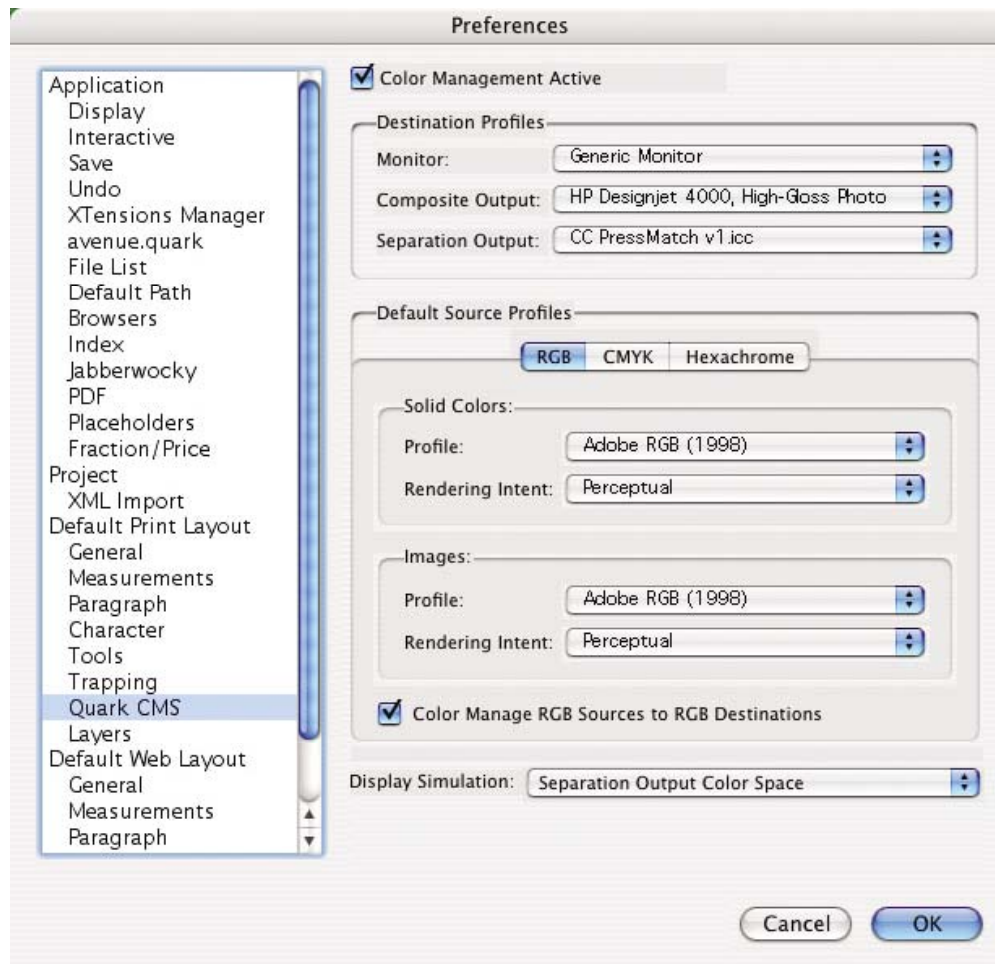 Preferences
Application
Display
Interactive
Save
Undo
XTensions Manager
avenue.quark
File List
Default Path
Browsers
Index
Jabberwocky
PDF
Placeholders
Fraction/Price
Project
XML Import
Default Print Layout
General
Measurements
Paragraph
Character
Tools
Trapping
Quark CMS
Layers
Default Web Layout
General
Measurements
Paragraph
Color Management Active
Destination Profiles
Monitor: Generic Monitor
Composite Output: HP Designjet 4000, High-Gloss Photo
Separation Output: CC PressMatch v1.icc
Default Source Profiles
RGB CMYK Hexachrome
Solid Colors:
Profile: Adobe RGB (1998)
Rendering Intent: Perceptual
Images:
Profile: Adobe RGB (1998)
Rendering Intent: Perceptual
Color Manage RGB Sources to RGB Destinations
Display Simulation: Separation Output Color Space
Cancel OK